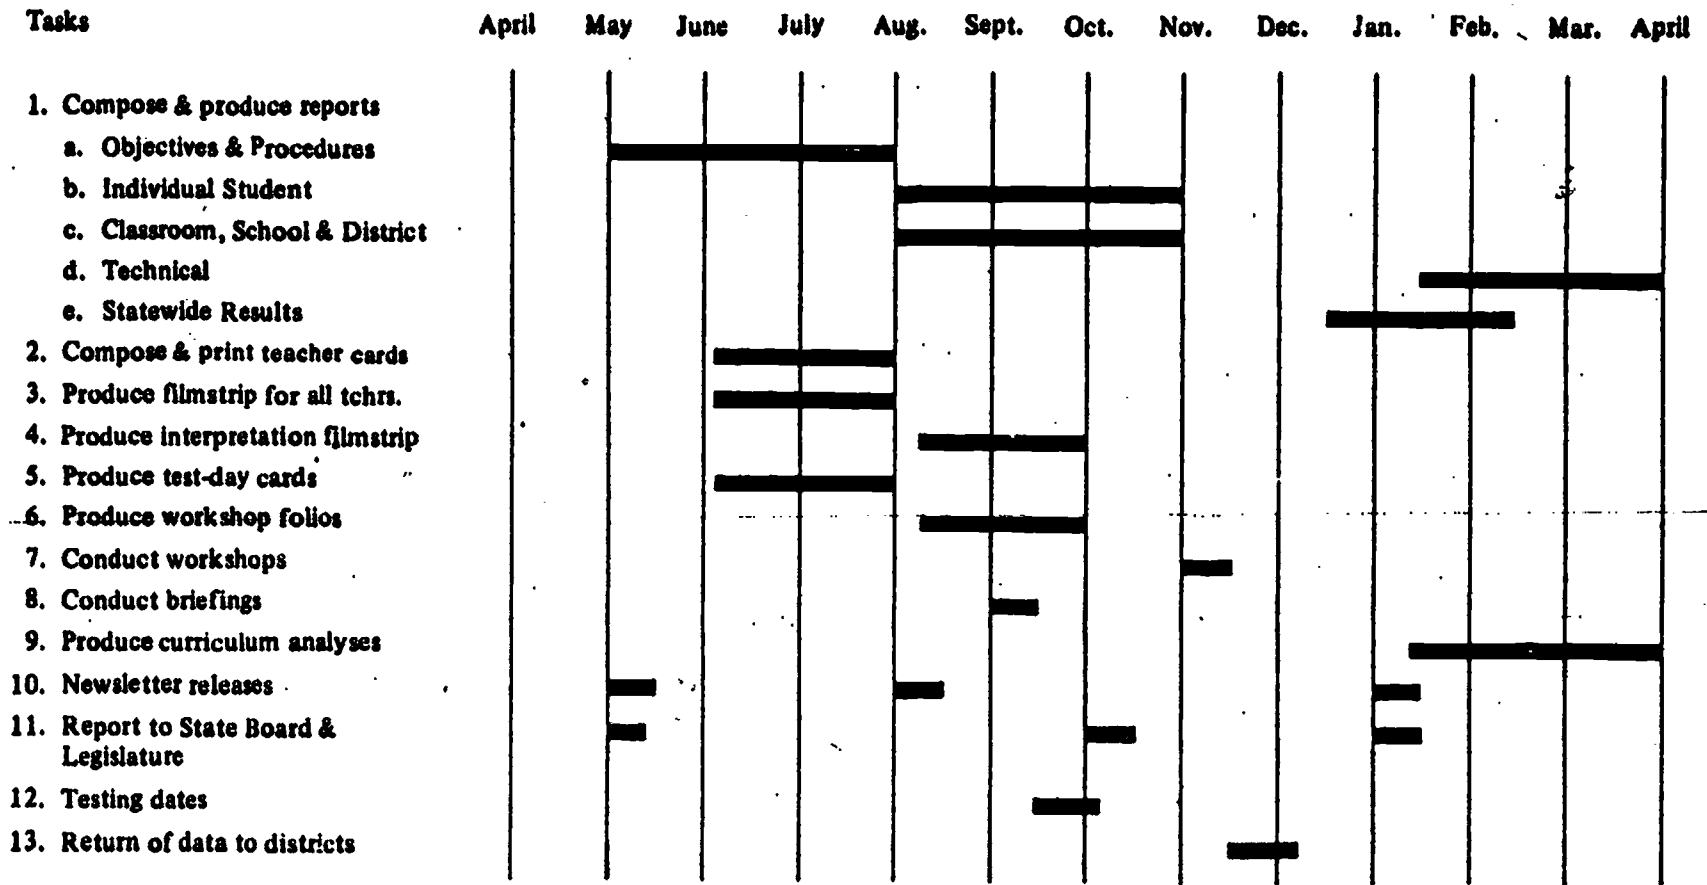 Tasks April May June July Aug. Sept. Oct. Nov. Dec. Jan. Feb. Mar. April
1. Compose & produce reports
a. Objectives & Procedures
b. Individual Student
c. Classroom, School & District
d. Technical
e. Statewide Results
2. Compose & print teacher cards
3. Produce filmstrip for all tchrs.
4. Produce interpretation filmstrip
5. Produce test-day cards
6. Produce workshop folios
7. Conduct workshops
8. Conduct briefings
9. Produce curriculum analyses
10. Newsletter releases
11. Report to State Board &
Legislature
12. Testing dates
13. Return of data to districts